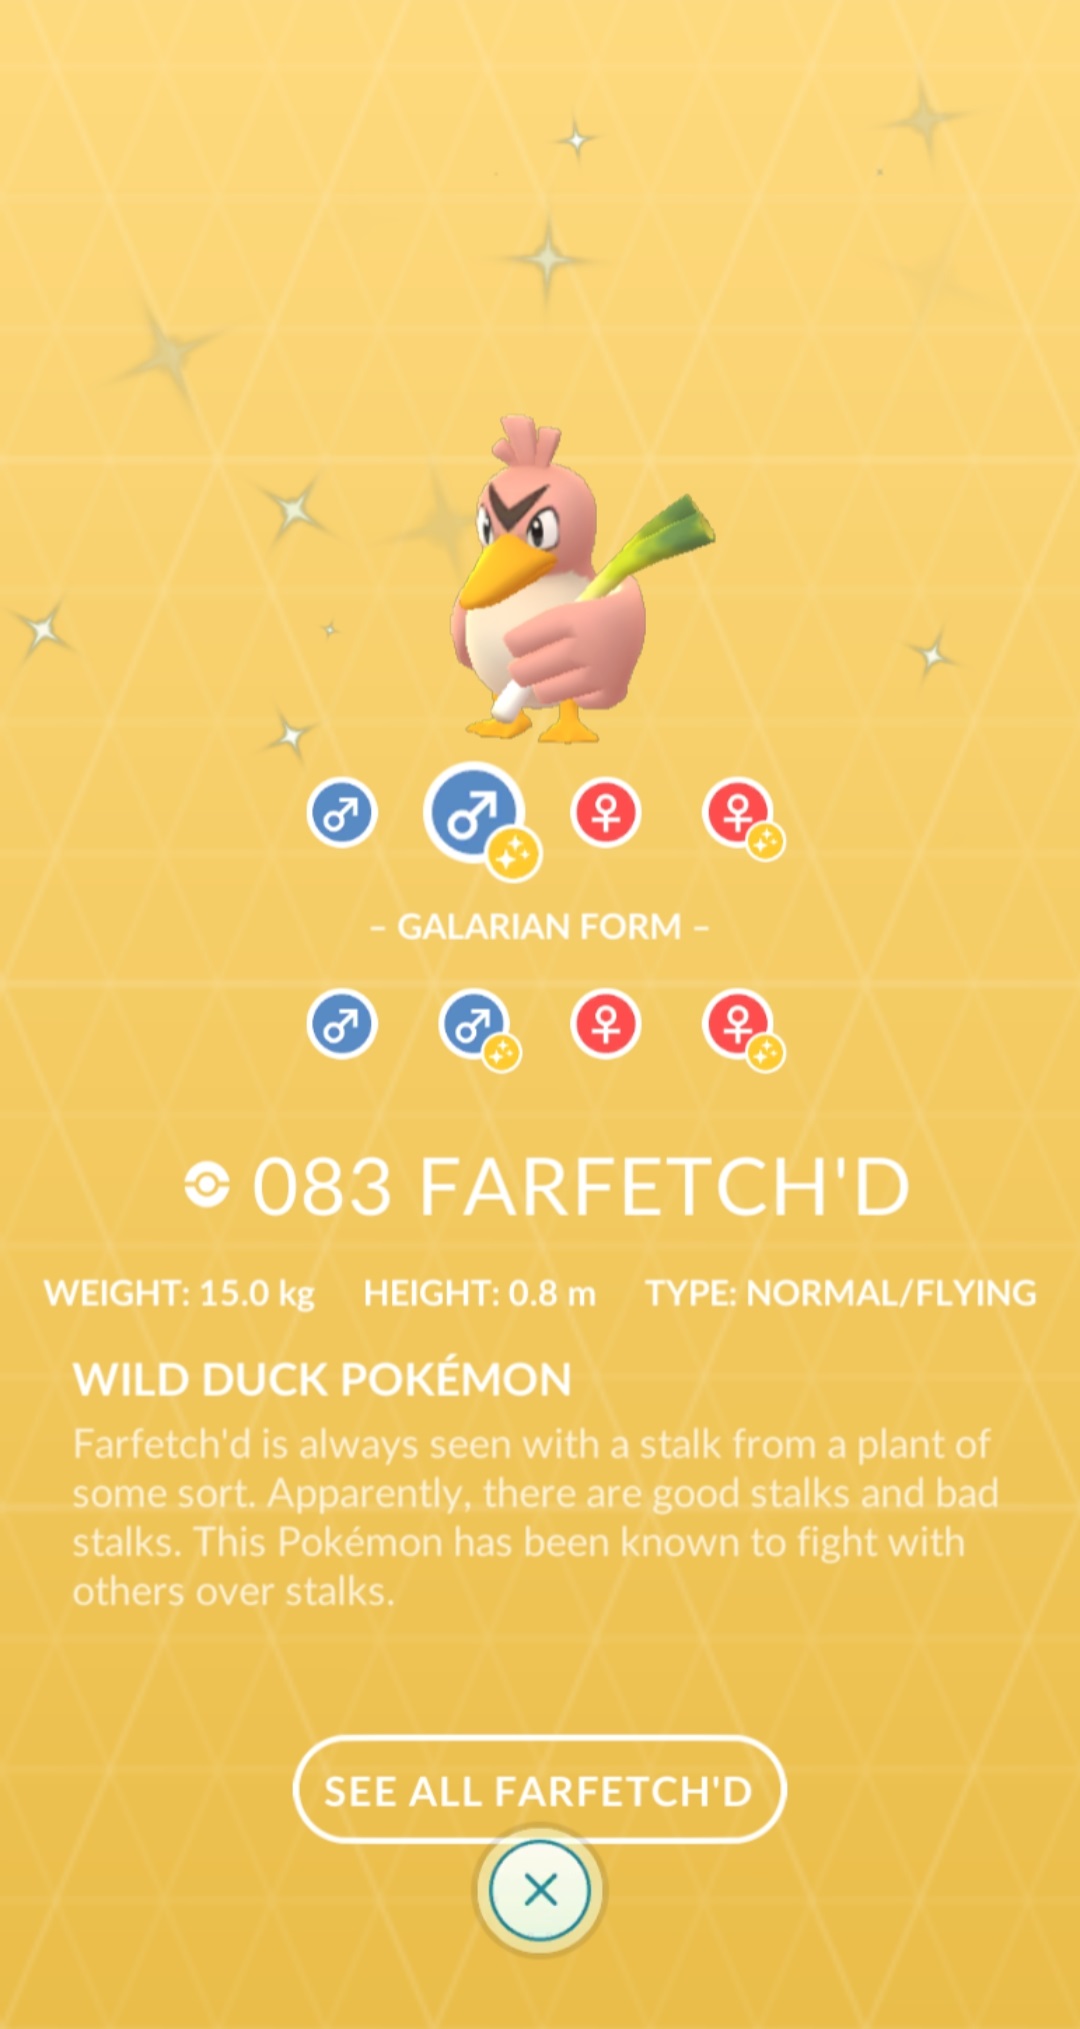 – GALARIAN FORM –
083 FARFETCH'D
WEIGHT: 15.0 kg HEIGHT: 0.8 m TYPE: NORMAL/FLYING
WILD DUCK POKÉMON
Farfetch'd is always seen with a stalk from a plant of
some sort. Apparently, there are good stalks and bad
stalks. This Pokémon has been known to fight with
others over stalks.
SEE ALL FARFETCH'D